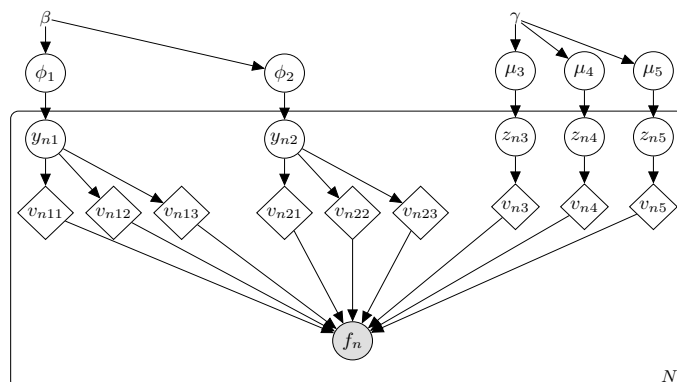 β γ
ϕ₁ ϕ₂ μ₃ μ₄ μ₅
yₙ₁ yₙ₂ zₙ₃ zₙ₄ zₙ₅
vₙ₁₁ vₙ₁₂ vₙ₁₃ vₙ₂₁ vₙ₂₂ vₙ₂₃ vₙ₃ vₙ₄ vₙ₅
fₙ
N